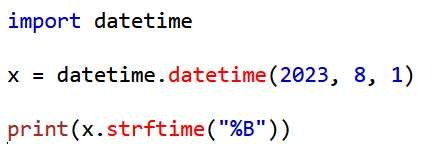 import datetime
x = datetime.datetime(2023, 8, 1)
print(x.strftime("%B"))